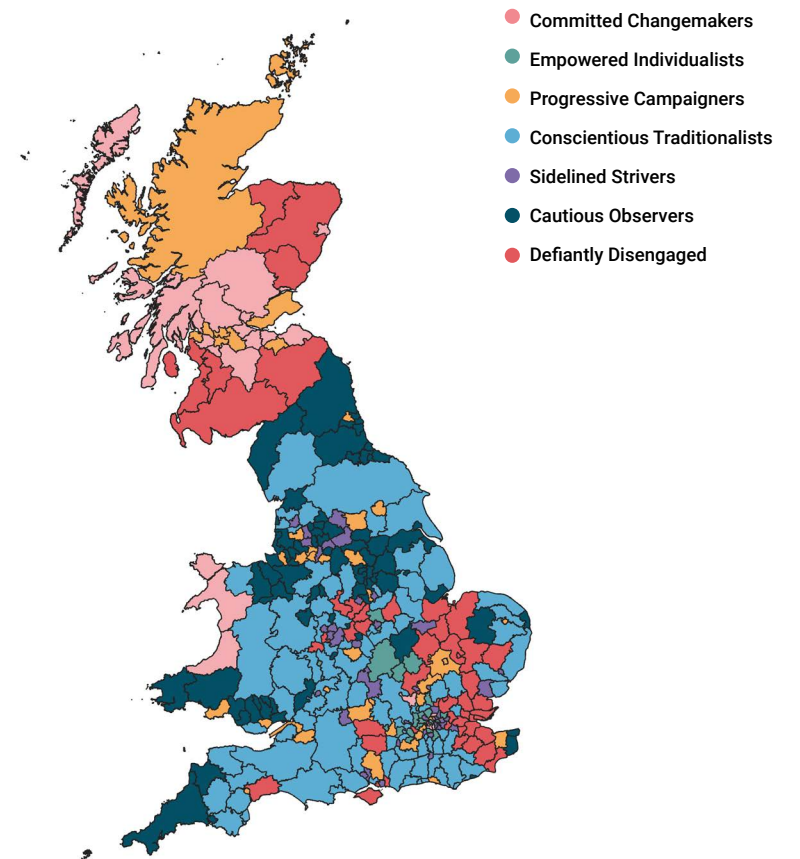 Committed Changemakers
Empowered Individualists
Progressive Campaigners
Conscientious Traditionalists
Sidelined Strivers
Cautious Observers
Defiantly Disengaged